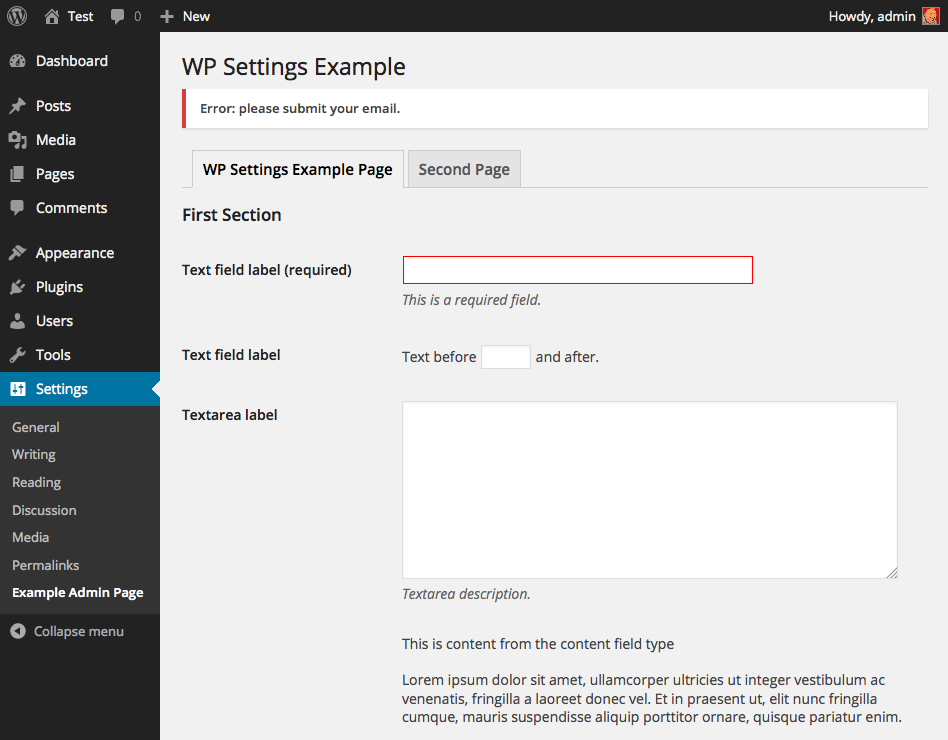 Test 0 New Howdy, admin
Dashboard
Posts
Media
Pages
Comments
Appearance
Plugins
Users
Tools
Settings
General
Writing
Reading
Discussion
Media
Permalinks
Example Admin Page
Collapse menu
WP Settings Example
Error: please submit your email.
WP Settings Example Page Second Page
First Section
Text field label (required)
This is a required field.
Text field label Text before and after.
Textarea label
Textarea description.
This is content from the content field type
Lorem ipsum dolor sit amet, ullamcorper ultricies ut integer vestibulum ac
venenatis, fringilla a laoreet donec vel. Et in praesent ut, elit nunc fringilla
cumque, mauris suspendisse aliquip porttitor ornare, quisque pariatur enim.